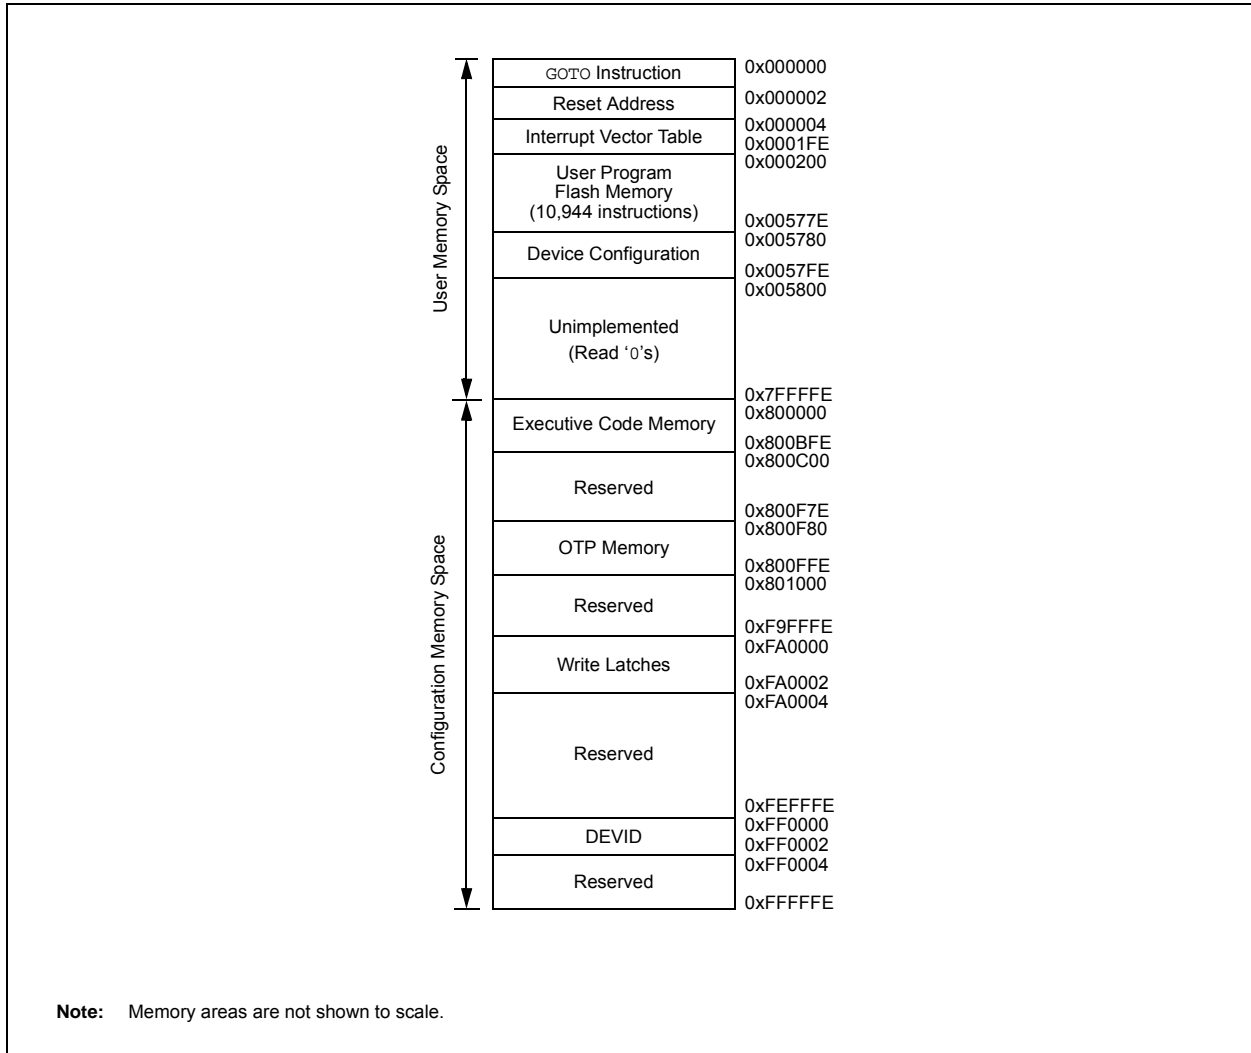 GOTO Instruction
0x000000
Reset Address
0x000002
Interrupt Vector Table
0x000004
0x0001FE
User Program
Flash Memory
(10,944 instructions)
0x000200
0x00577E
Device Configuration
0x005780
0x0057FE
Unimplemented
(Read ‘0’s)
0x005800
0x7FFFFE
User Memory Space
Executive Code Memory
0x800000
0x800BFE
Reserved
0x800C00
0x800F7E
OTP Memory
0x800F80
0x800FFE
Reserved
0x801000
0xF9FFFE
Write Latches
0xFA0000
0xFA0002
Reserved
0xFA0004
0xFEFFFE
DEVID
0xFF0000
0xFF0002
Reserved
0xFF0004
0xFFFFFE
Configuration Memory Space
Note: Memory areas are not shown to scale.